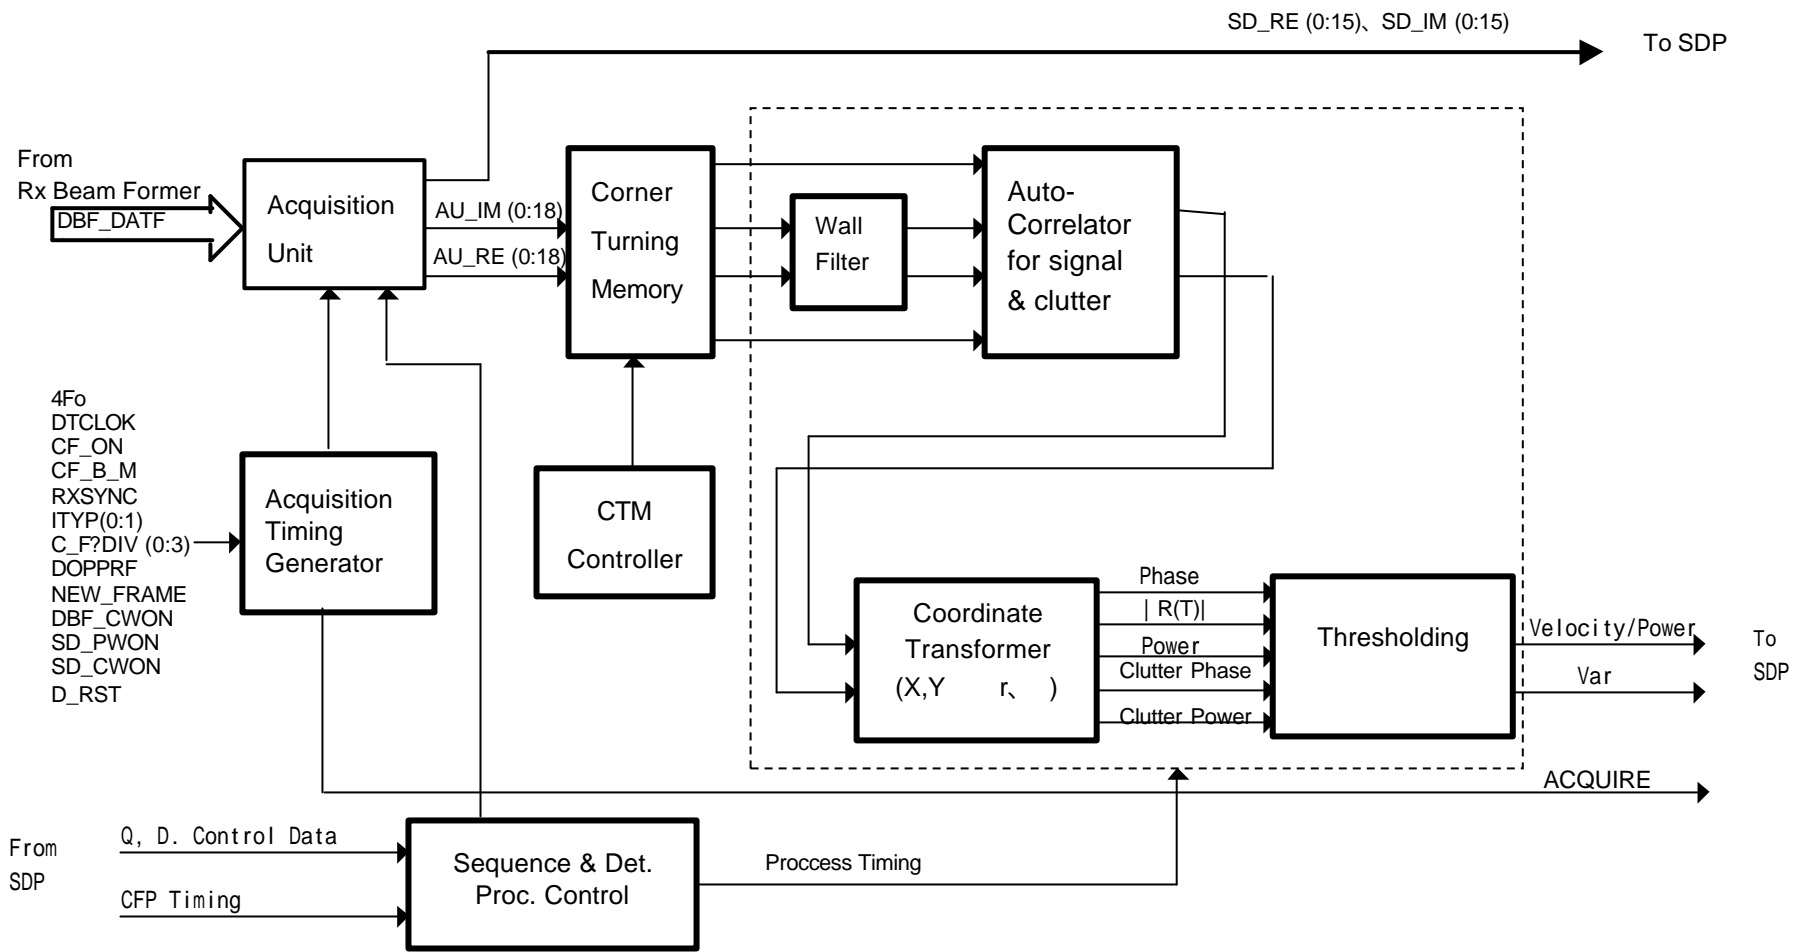 SD_RE (0:15)、SD_IM (0:15)
To SDP
From
Rx Beam Former
DBF_DATF
Acquisition
Unit
AU_IM (0:18)
AU_RE (0:18)
Corner
Turning
Memory
Wall
Filter
Auto-
Correlator
for signal
& clutter
4Fo
DTCLOK
CF_ON
CF_B_M
RXSYNC
ITYP(0:1)
C_F?DIV (0:3)
DOPPRF
NEW_FRAME
DBF_CWON
SD_PWON
SD_CWON
D_RST
Acquisition
Timing
Generator
CTM
Controller
Coordinate
Transformer
(X,Y r、 )
Phase
| R(T)|
Power
Clutter Phase
Clutter Power
Thresholding
Velocity/Power
Var
To
SDP
ACQUIRE
From
SDP
Q, D. Control Data
CFP Timing
Sequence & Det.
Proc. Control
Proccess Timing